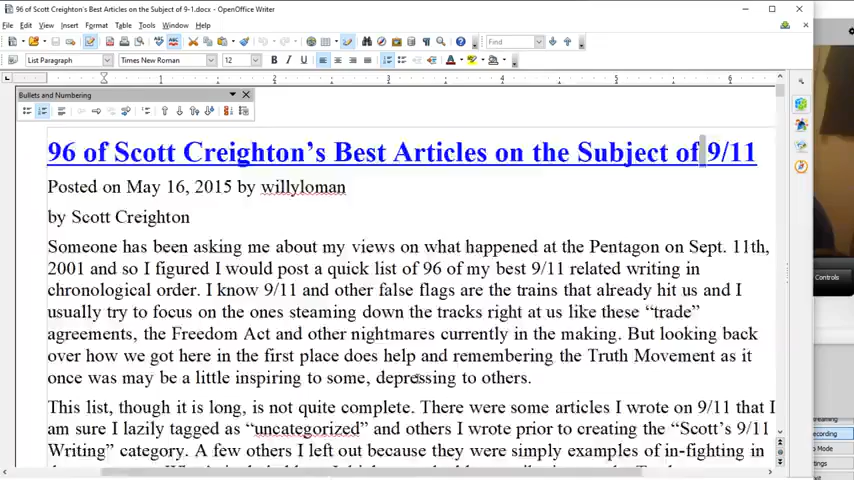 96 of Scott Creighton's Best Articles on the Subject of 9-1.docx - OpenOffice Writer
File Edit View Insert Format Table Tools Window Help
Find
List Paragraph Times New Roman 12
Bullets and Numbering
96 of Scott Creighton’s Best Articles on the Subject of 9/11
Posted on May 16, 2015 by willyloman
by Scott Creighton
Someone has been asking me about my views on what happened at the Pentagon on Sept. 11th,
2001 and so I figured I would post a quick list of 96 of my best 9/11 related writing in
chronological order. I know 9/11 and other false flags are the trains that already hit us and I
usually try to focus on the ones steaming down the tracks right at us like these “trade”
agreements, the Freedom Act and other nightmares currently in the making. But looking back
over how we got here in the first place does help and remembering the Truth Movement as it
once was may be a little inspiring to some, depressing to others.
This list, though it is long, is not quite complete. There were some articles I wrote on 9/11 that I
am sure I lazily tagged as “uncategorized” and others I wrote prior to creating the “Scott’s 9/11
Writing” category. A few others I left out because they were simply examples of in-fighting in
Controls